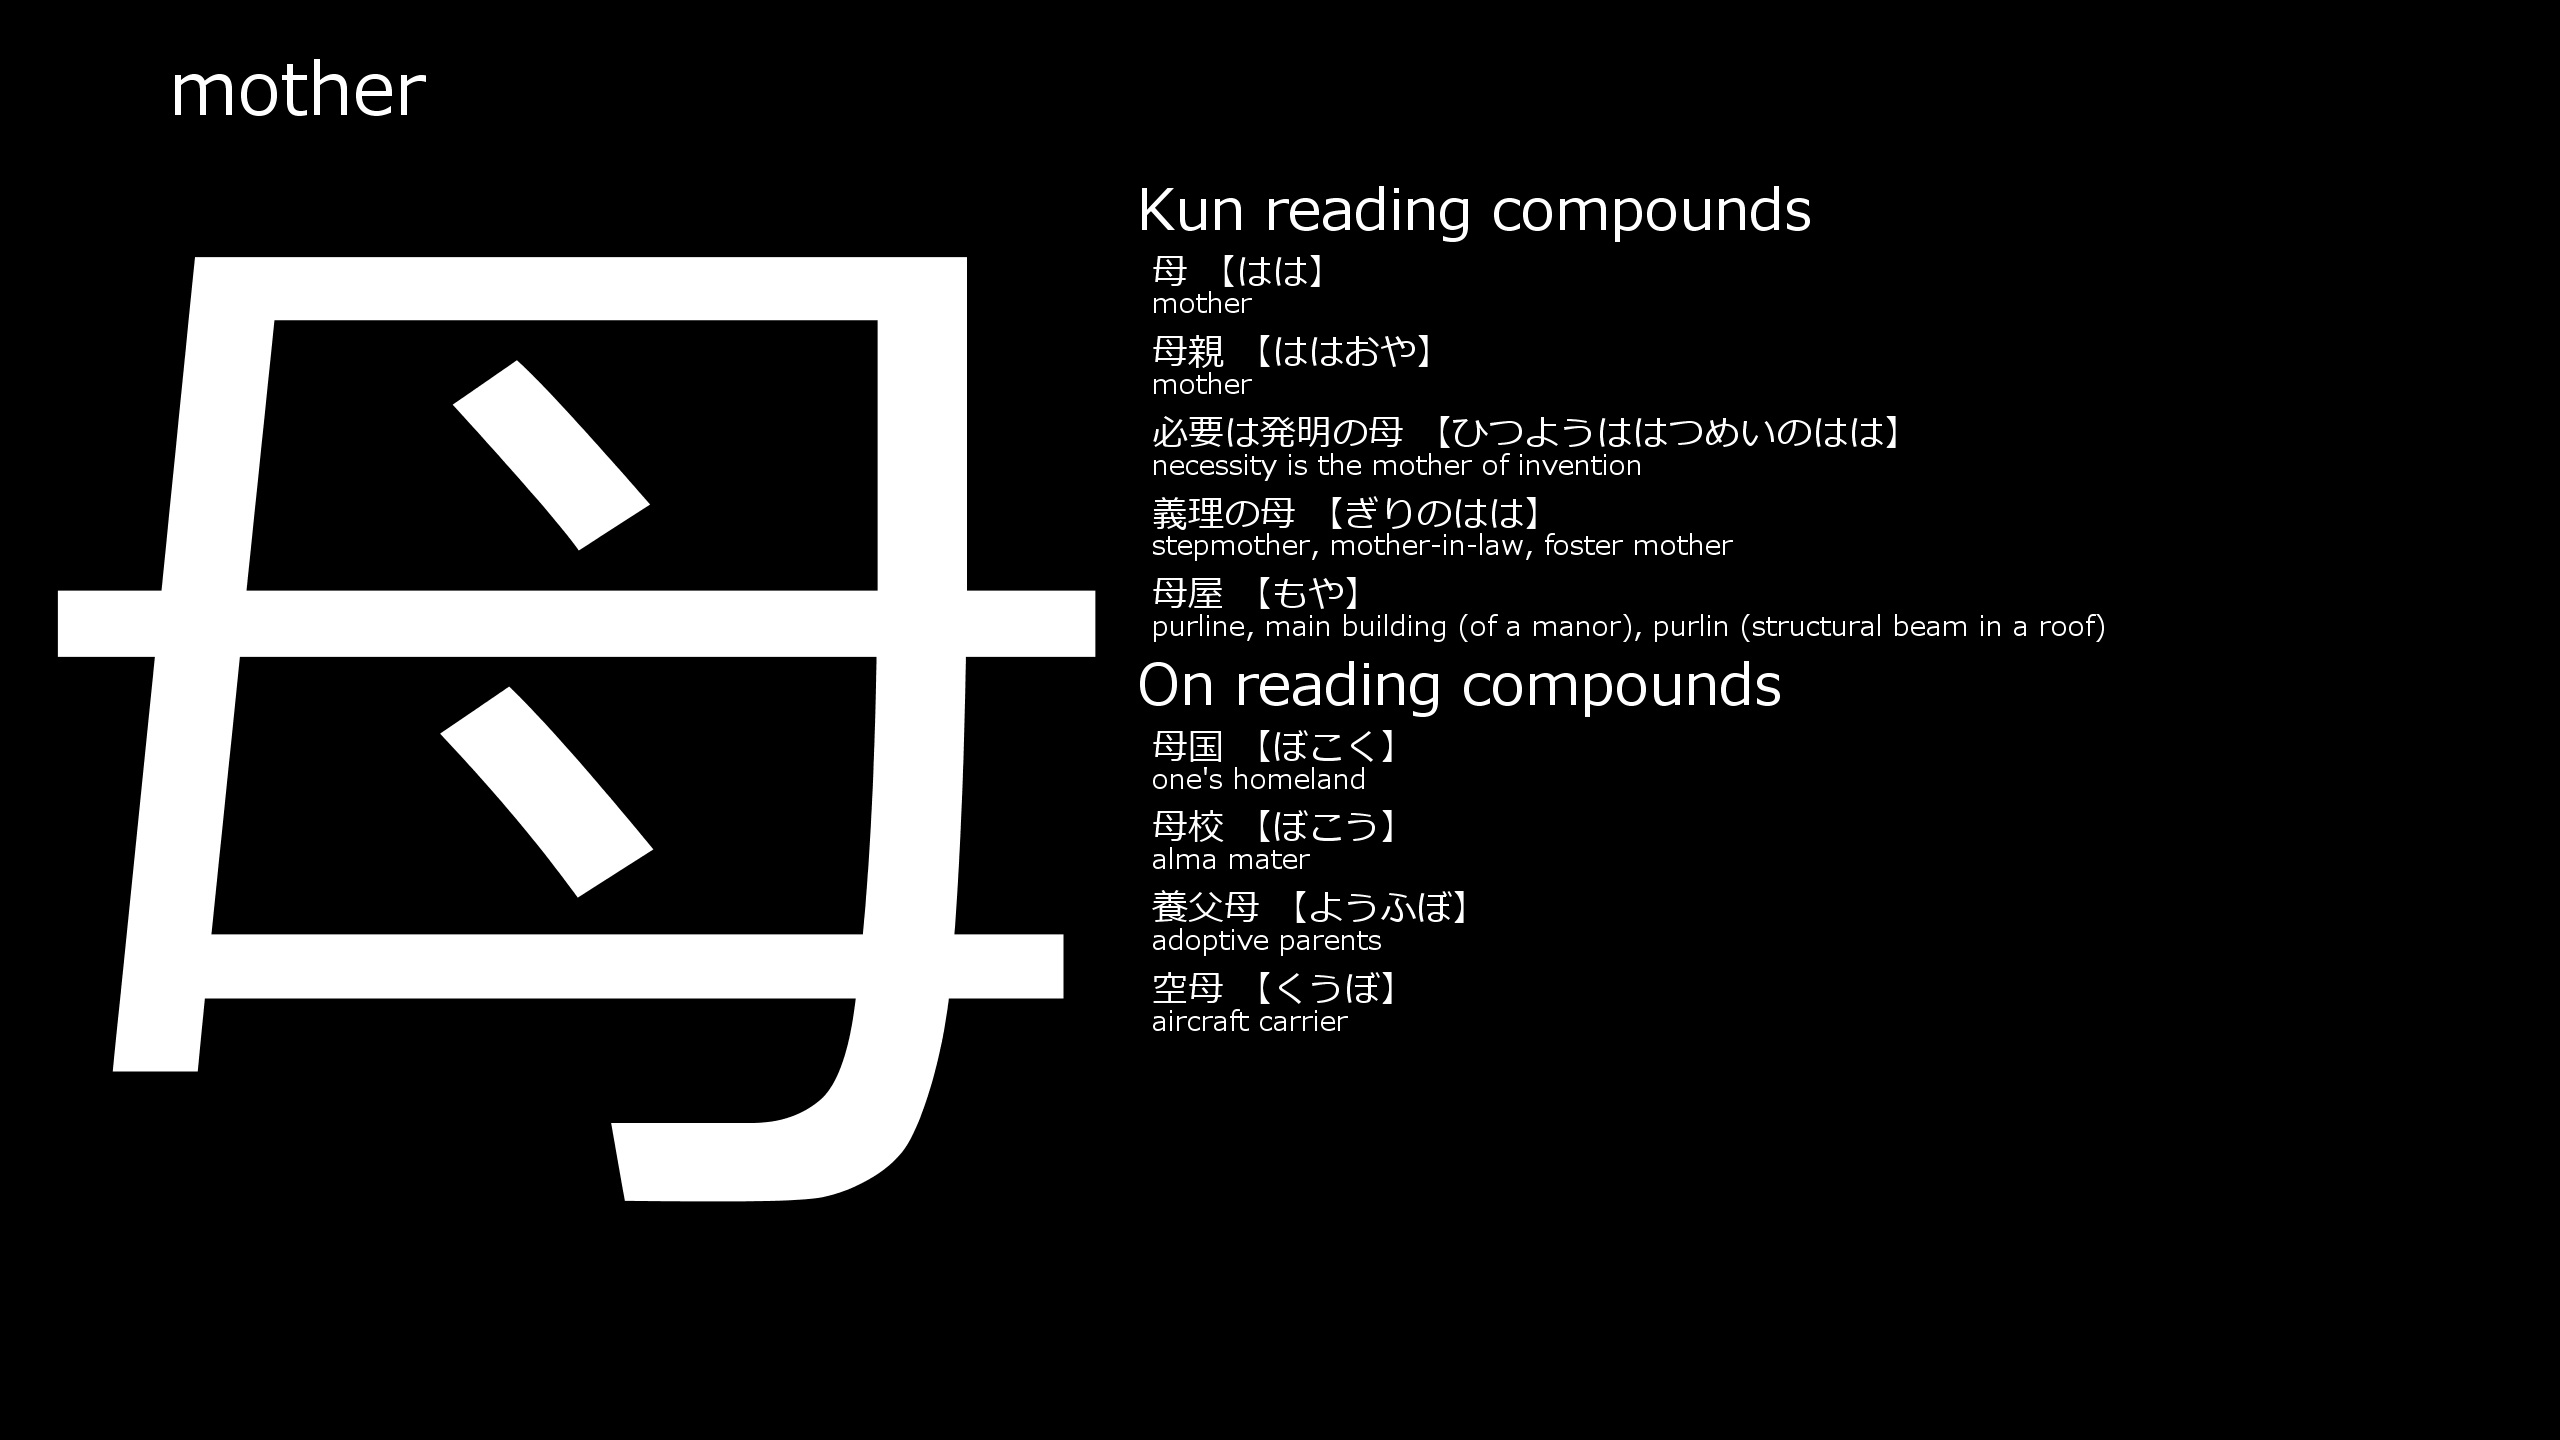 mother
母
Kun reading compounds
母 【はは】
mother
母親 【ははおや】
mother
必要は発明の母 【ひつようははつめいのはは】
necessity is the mother of invention
義理の母 【ぎりのはは】
stepmother, mother-in-law, foster mother
母屋 【もや】
purline, main building (of a manor), purlin (structural beam in a roof)
On reading compounds
母国 【ぼこく】
one's homeland
母校 【ぼこう】
alma mater
養父母 【ようふぼ】
adoptive parents
空母 【くうぼ】
aircraft carrier